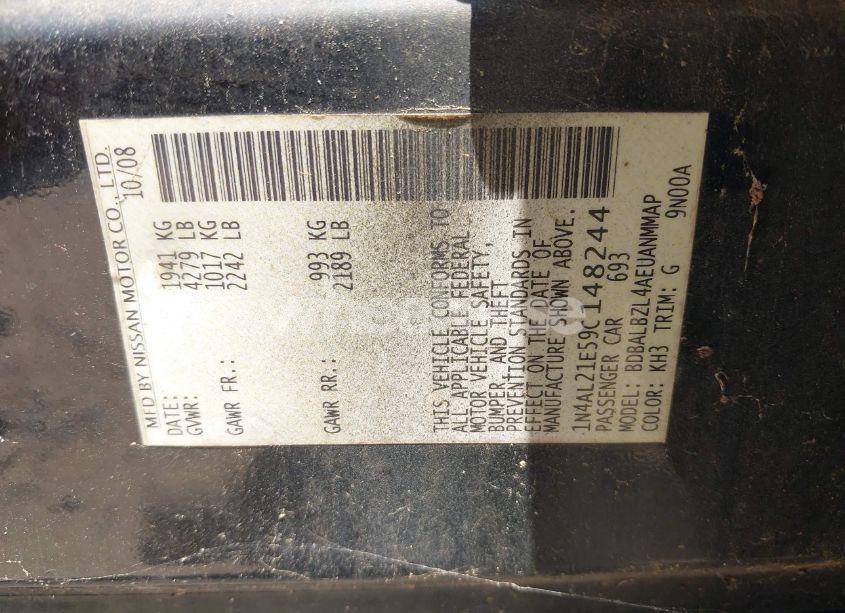 MFD BY NISSAN MOTOR CO., LTD.
DATE: 10/08
GVWR: 1941 KG
4279 LB
GAWR FR.: 1017 KG
2242 LB
GAWR RR.: 993 KG
2189 LB
THIS VEHICLE CONFORMS TO
ALL APPLICABLE FEDERAL
MOTOR VEHICLE SAFETY,
BUMPER, AND THEFT
PREVENTION STANDARDS IN
EFFECT ON THE DATE OF
MANUFACTURE SHOWN ABOVE.
1N4AL21E59C148244
PASSENGER CAR 693
MODEL: BDBALBZL4AEUANMMAP
COLOR: KH3 TRIM: G 9N00A